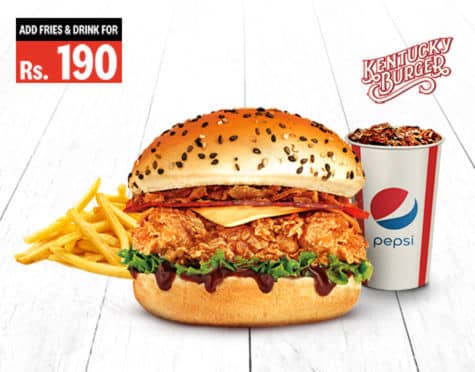 ADD FRIES & DRINK FOR
Rs. 190
KENTUCKY
BURGER
pepsi